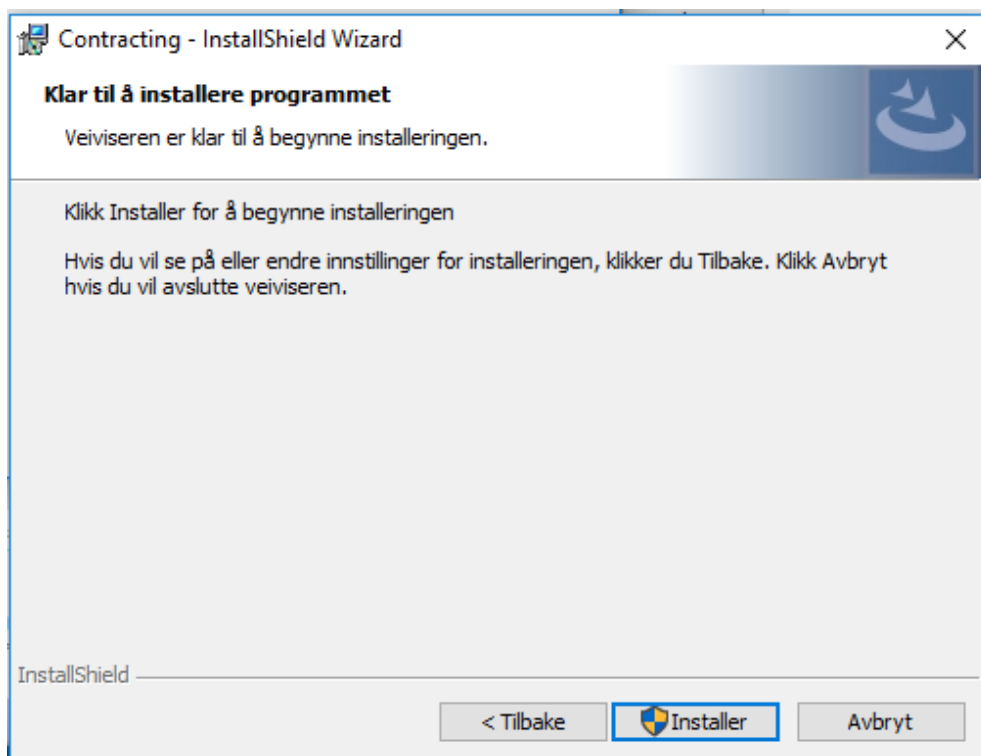 Contracting - InstallShield Wizard
Klar til å installere programmet
Veiviseren er klar til å begynne installeringen.
Klikk Installer for å begynne installeringen
Hvis du vil se på eller endre innstillinger for installeringen, klikker du Tilbake. Klikk Avbryt
hvis du vil avslutte veiviseren.
InstallShield
< Tilbake
Installer
Avbryt